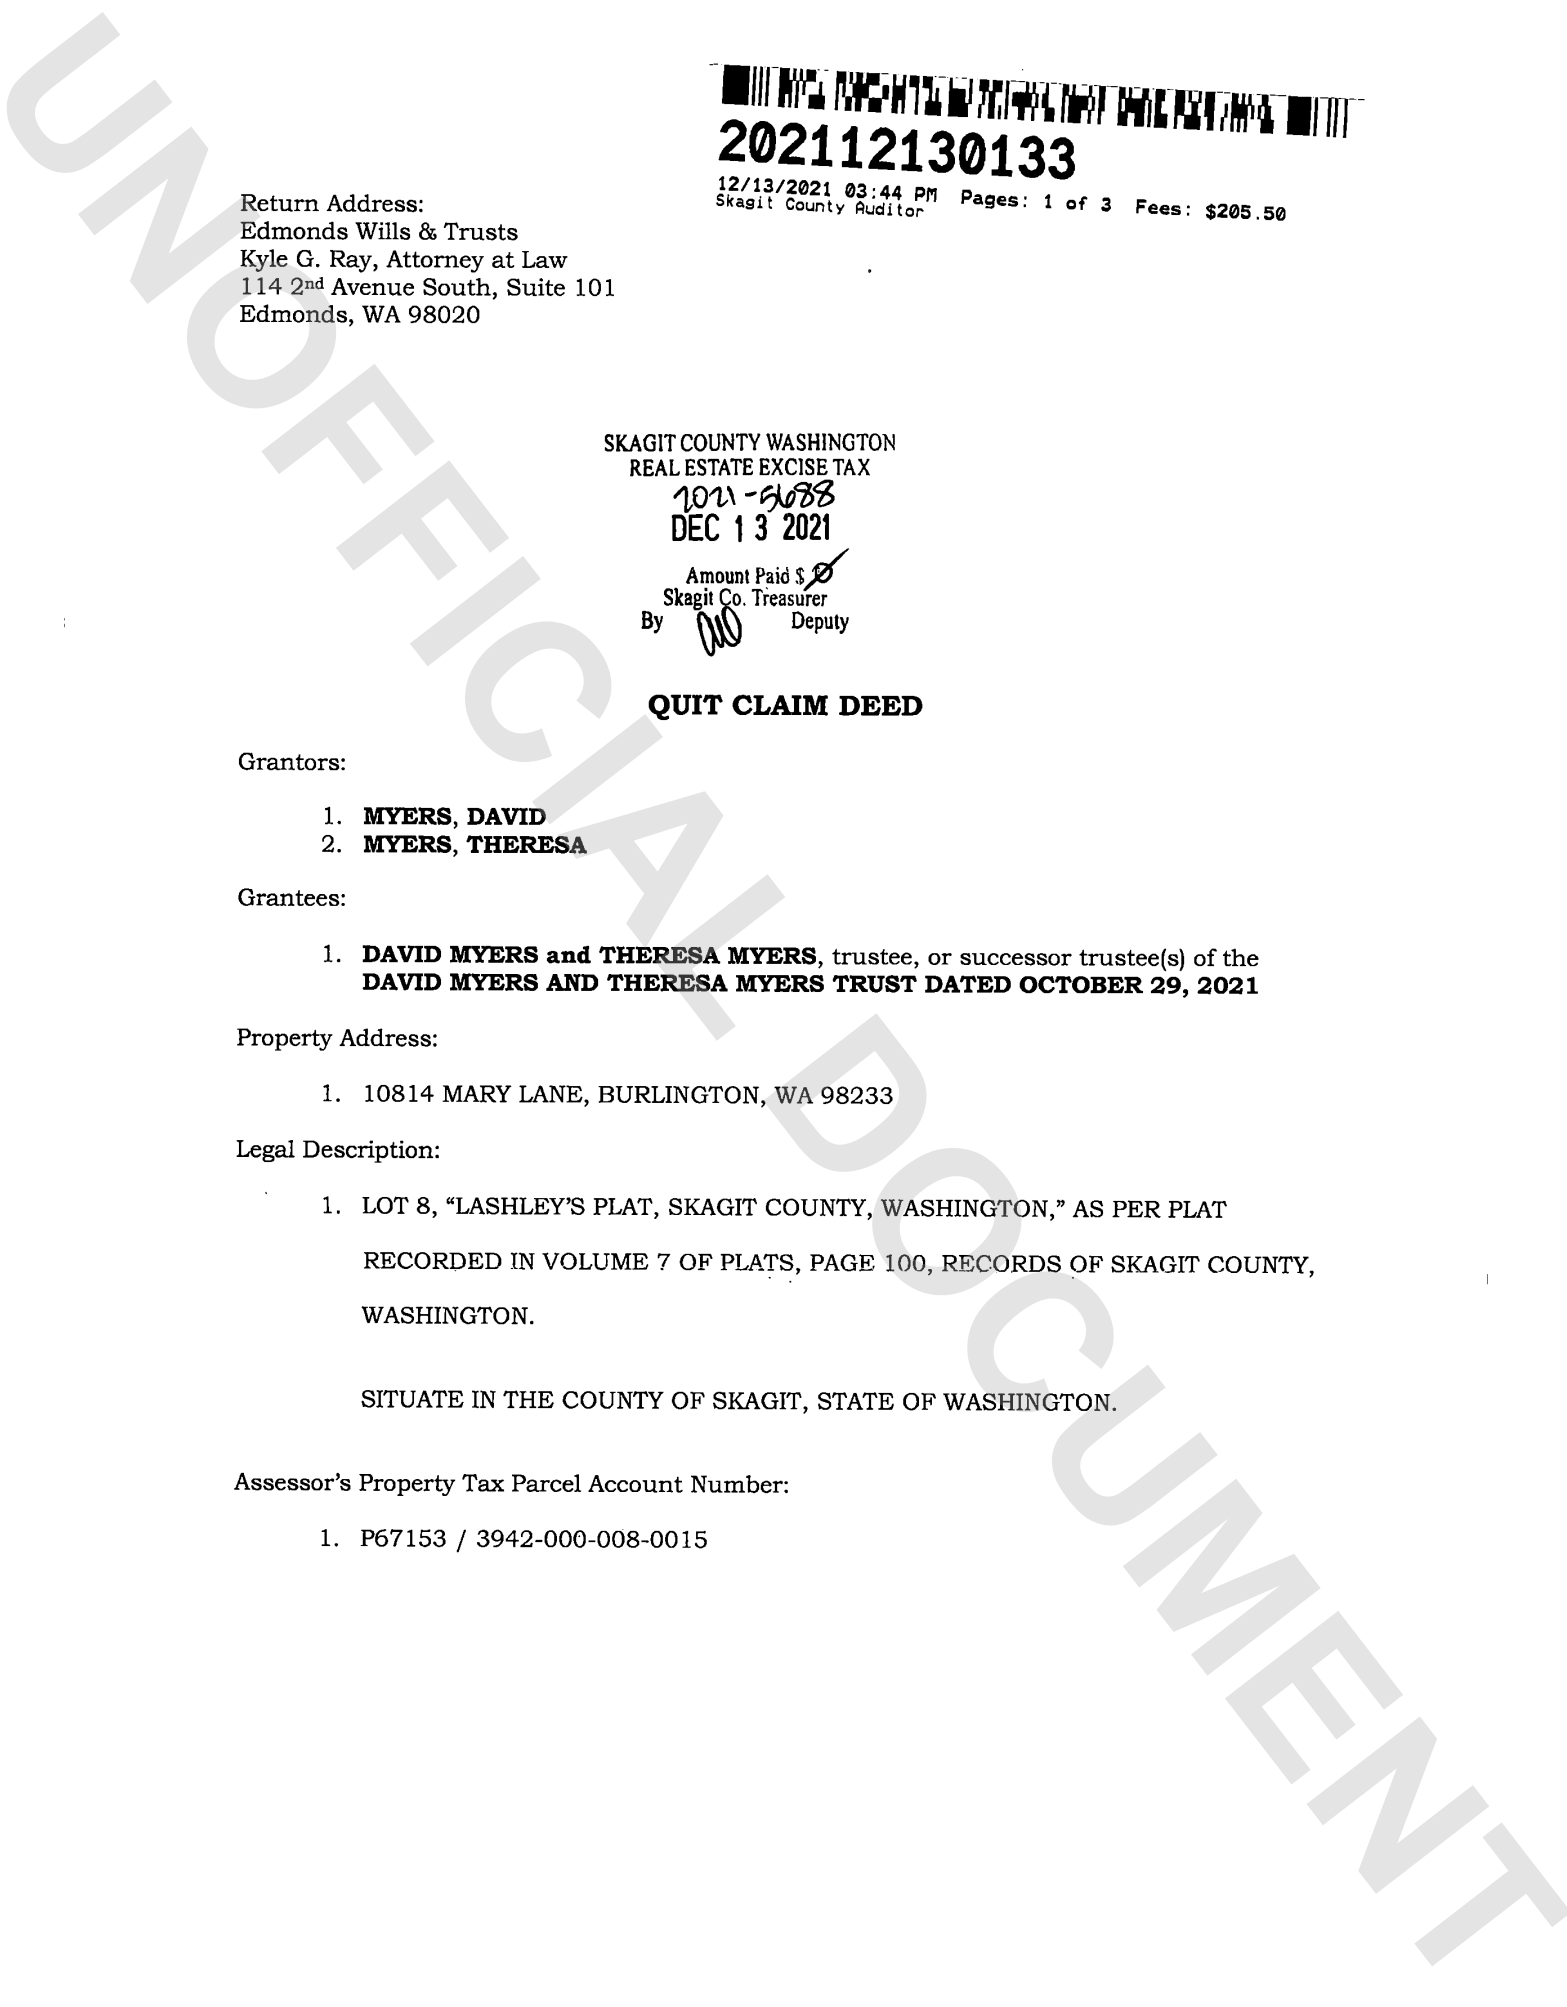 202112130133
12/13/2021 03:44 PM Pages: 1 of 3 Fees: $205.50
Skagit County Auditor
Return Address:
Edmonds Wills & Trusts
Kyle G. Ray, Attorney at Law
114 2nd Avenue South, Suite 101
Edmonds, WA 98020
SKAGIT COUNTY WASHINGTON
REAL ESTATE EXCISE TAX
2021-5688
DEC 13 2021
Amount Paid $ 0
Skagit Co. Treasurer
By Deputy
QUIT CLAIM DEED
Grantors:
1. MYERS, DAVID
2. MYERS, THERESA
Grantees:
1. DAVID MYERS and THERESA MYERS, trustee, or successor trustee(s) of the
DAVID MYERS AND THERESA MYERS TRUST DATED OCTOBER 29, 2021
Property Address:
1. 10814 MARY LANE, BURLINGTON, WA 98233
Legal Description:
1. LOT 8, “LASHLEY’S PLAT, SKAGIT COUNTY, WASHINGTON,” AS PER PLAT
RECORDED IN VOLUME 7 OF PLATS, PAGE 100, RECORDS OF SKAGIT COUNTY,
WASHINGTON.
SITUATE IN THE COUNTY OF SKAGIT, STATE OF WASHINGTON.
Assessor’s Property Tax Parcel Account Number:
1. P67153 / 3942-000-008-0015
UNOFFICIAL DOCUMENT